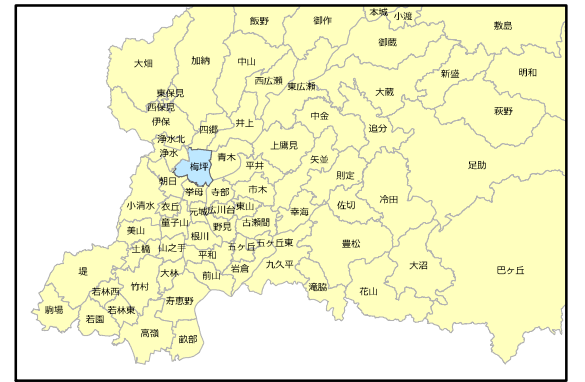 本城
小渡
敷島
飯野
御作
御蔵
大畑
加納
中山
西広瀬
東広瀬
新盛
明和
大蔵
萩野
東保見
西保見
伊保
四郷
井上
中金
追分
浄水北
浄水
梅坪
青木
平井
上鷹見
矢並
則定
足助
朝日
挙母
寺部
市木
佐切
冷田
小清水
衣丘
元城
広川台
東山
幸海
美山
童子山
根川
野見
古瀬間
土橋
山之手
平和
五ヶ丘
五ヶ丘東
豊松
堤
大林
前山
岩倉
九久平
大沼
巴ヶ丘
若林西
竹村
寿恵野
滝脇
花山
駒場
若園
若林東
高嶺
畝部